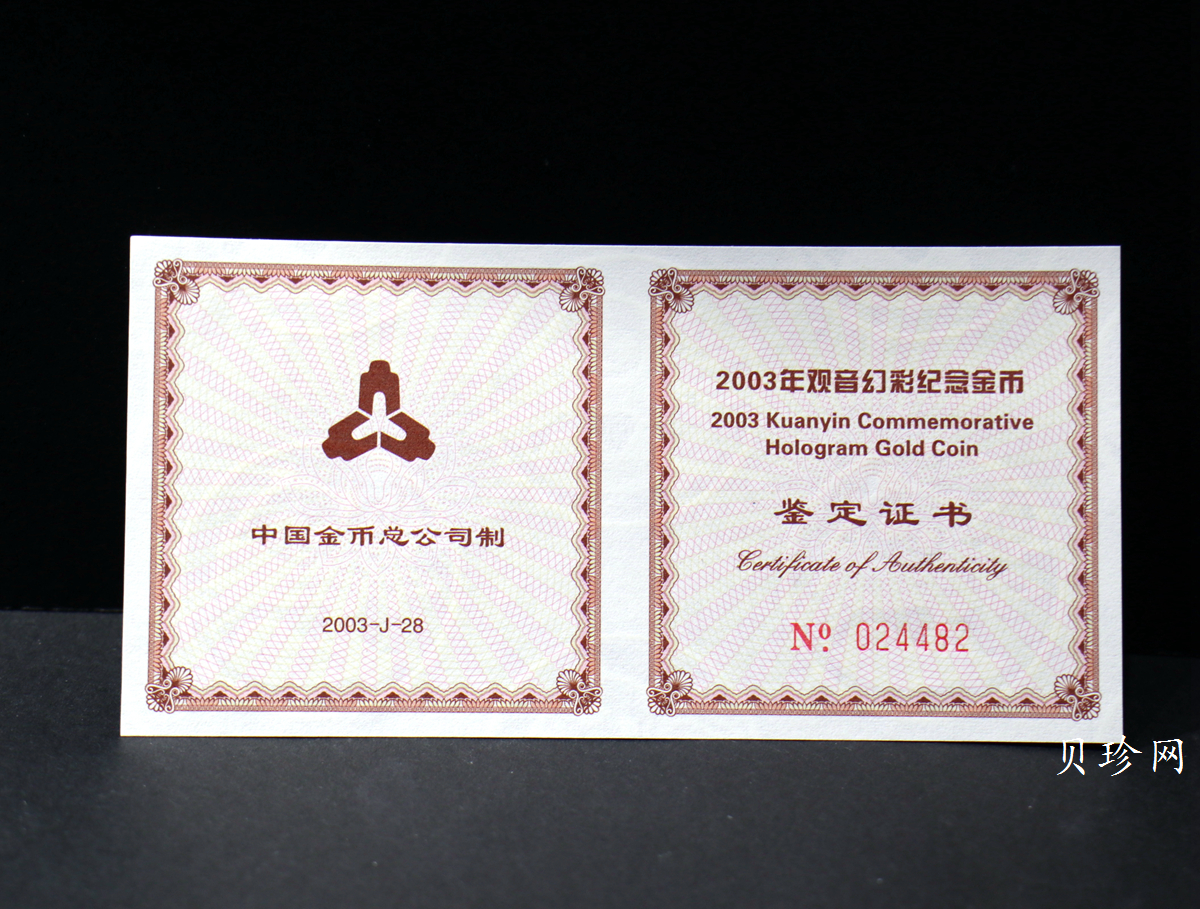 中国金币总公司制
2003-J-28
2003年观音幻彩纪念金币
2003 Kuanyin Commemorative
Hologram Gold Coin
鉴定证书
Certificate of Authenticity
Nº 024482
贝珍网